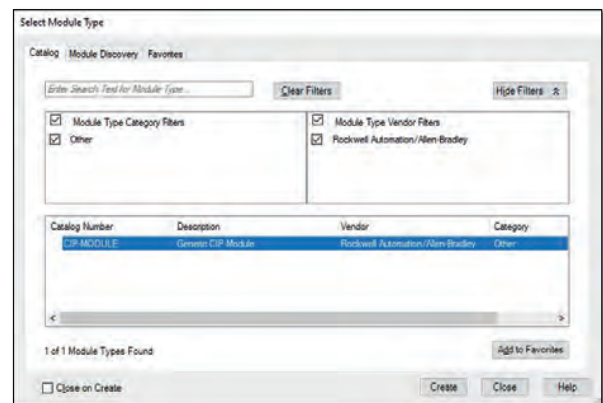 Select Module Type
Catalog Module Discovery Favorites
Enter Search Text for Module Type... Clear Filters Hide Filters
Module Type Category Filters Module Type Vendor Filters
Other Rockwell Automation/Allen-Bradley
Catalog Number Description Vendor Category
CIP-MODULE Generic CIP Module Rockwell Automation/Allen-Bradley Other
1 of 1 Module Types Found Add to Favorites
Close on Create Create Close Help